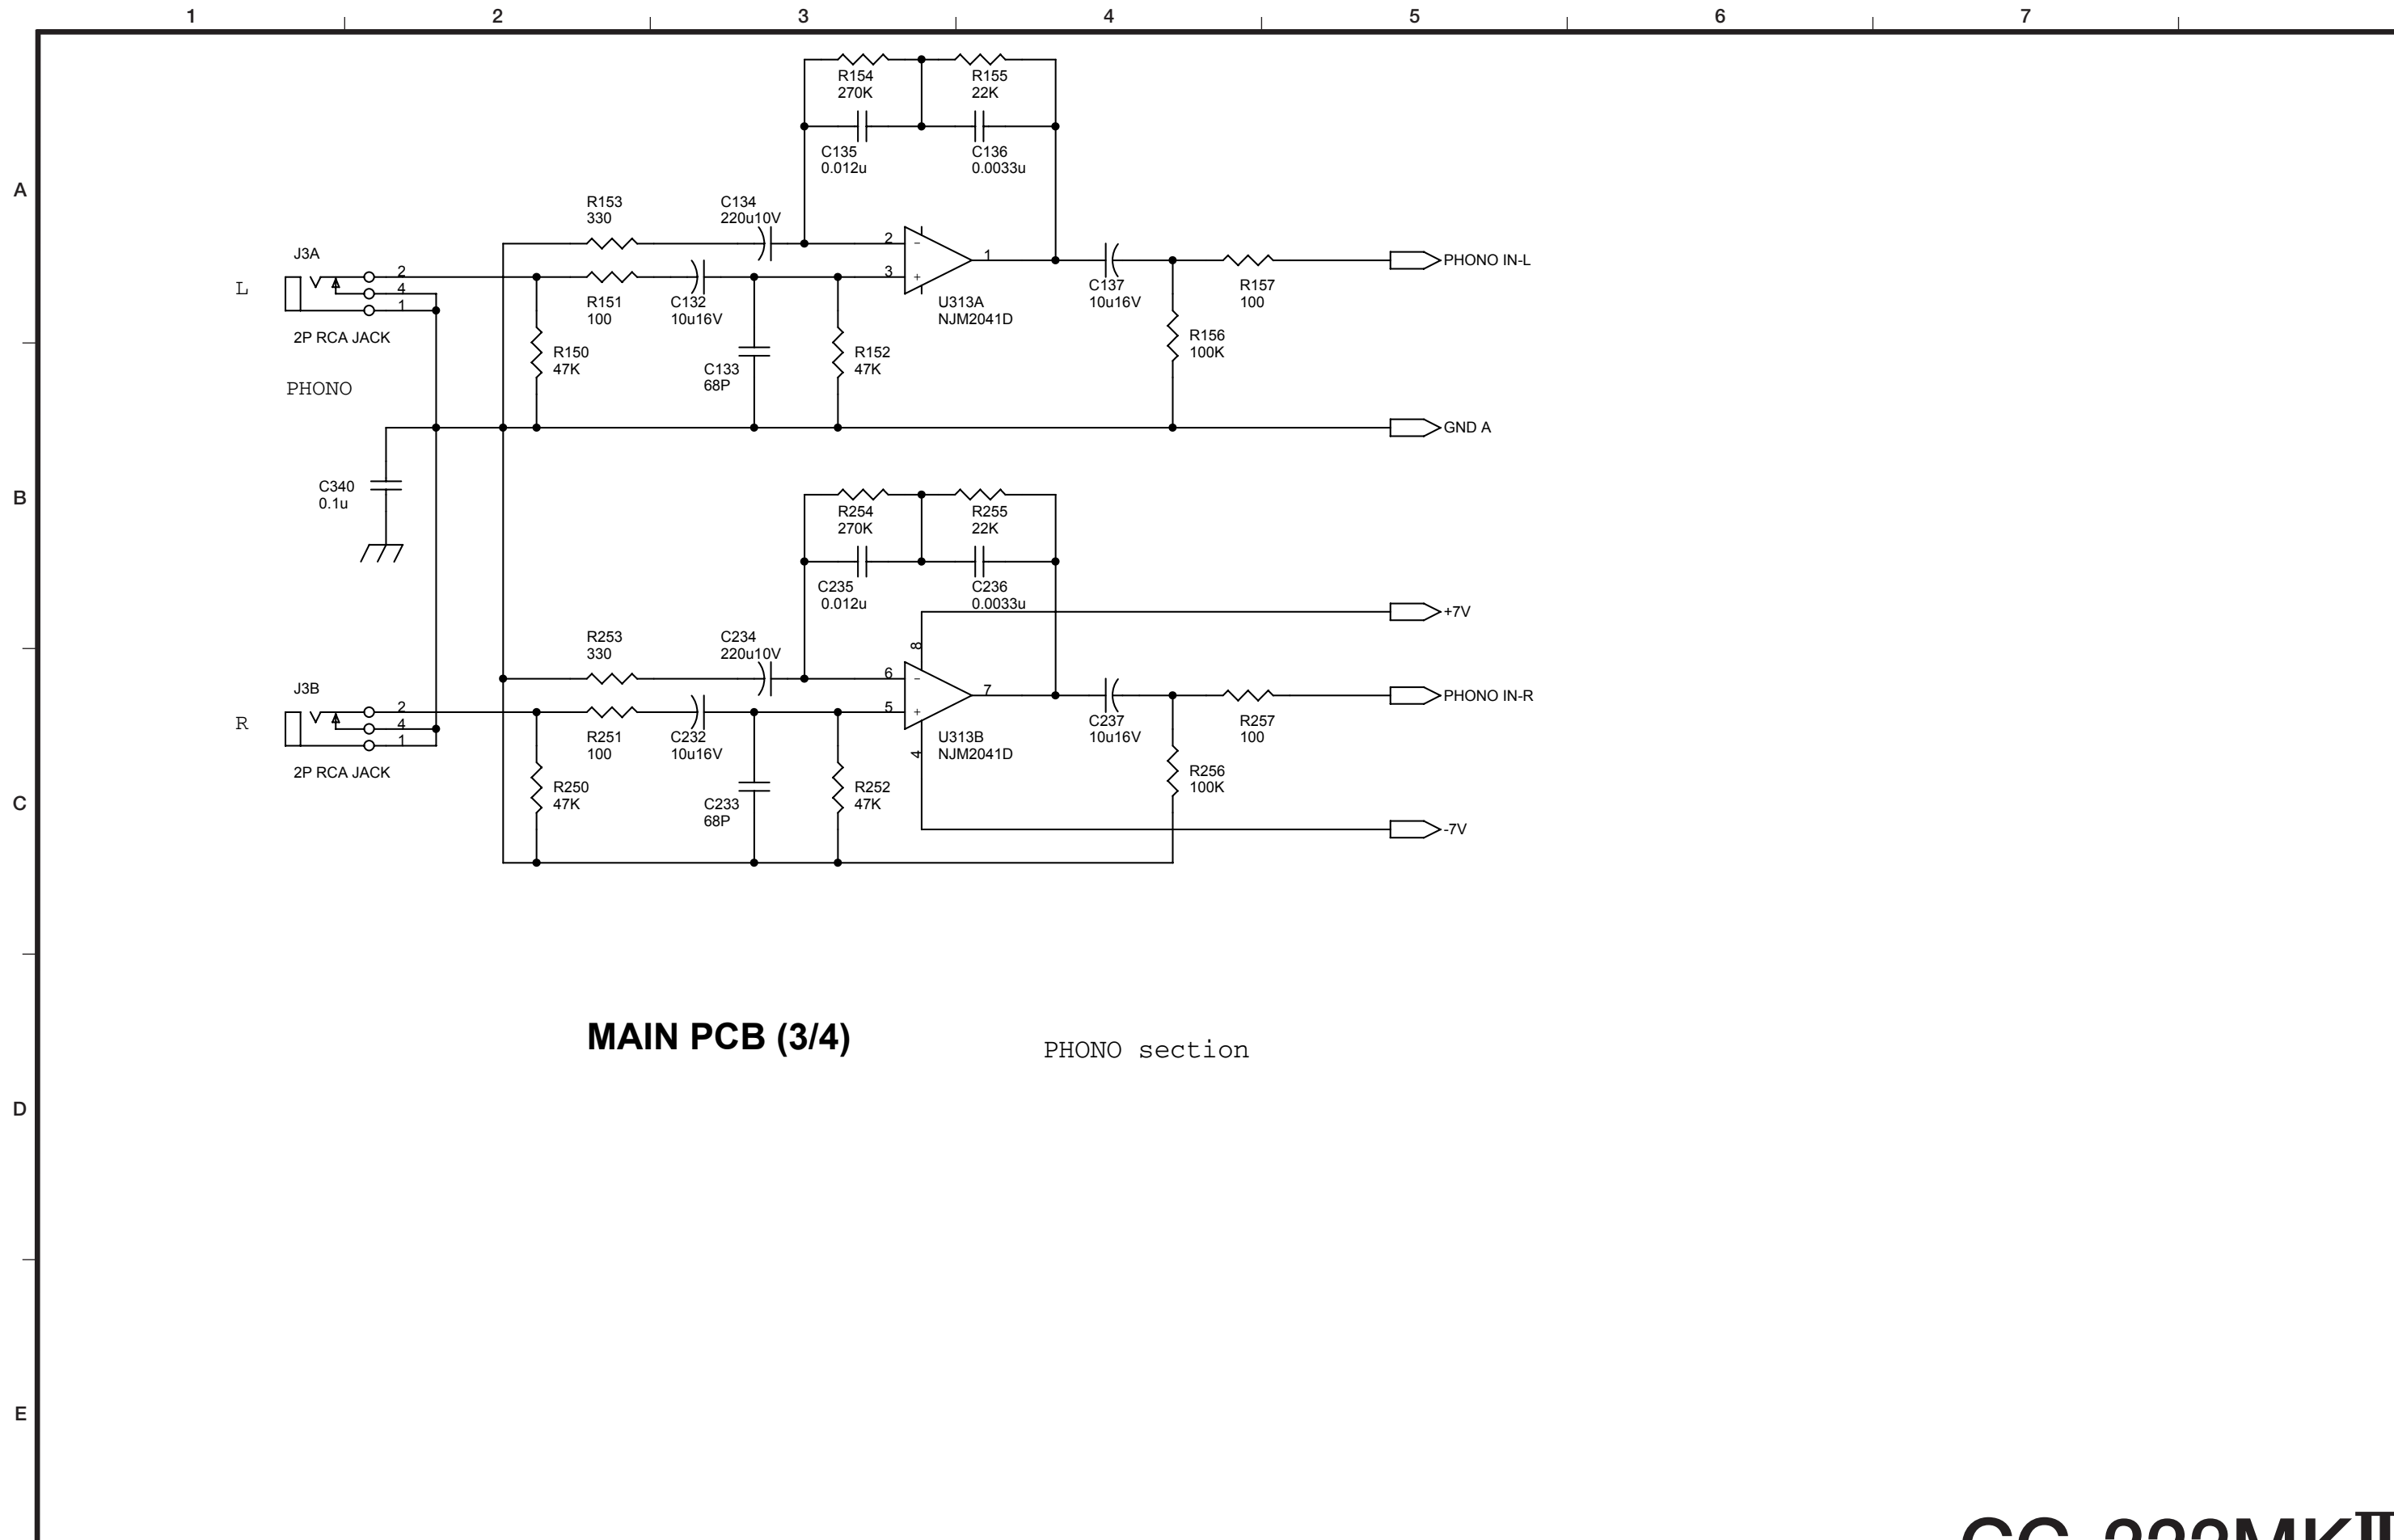 1 2 3 4 5 6 7
R154 R155
270K 22K
C135 C136
0.012u 0.0033u
A
R153 C134
330 220u10V
J3A
2 1 PHONO IN-L
L 2 4 1 3
R151 C132 U313A C137 R157
100 10u16V NJM2041D 10u16V 100
2P RCA JACK
R156
100K
R150 C133 R152
47K 68P 47K
PHONO
GND A
B
C340
0.1u
R254 R255
270K 22K
C235 C236
0.012u 0.0033u
+7V
R253 C234 8
330 220u10V
6
J3B
7 PHONO IN-R
R 2 4 1 5
R251 C232 U313B C237 R257
100 10u16V NJM2041D 10u16V 100
4
2P RCA JACK
R256
100K
C
R250 C233 R252
47K 68P 47K
-7V
MAIN PCB (3/4) PHONO section
D
E